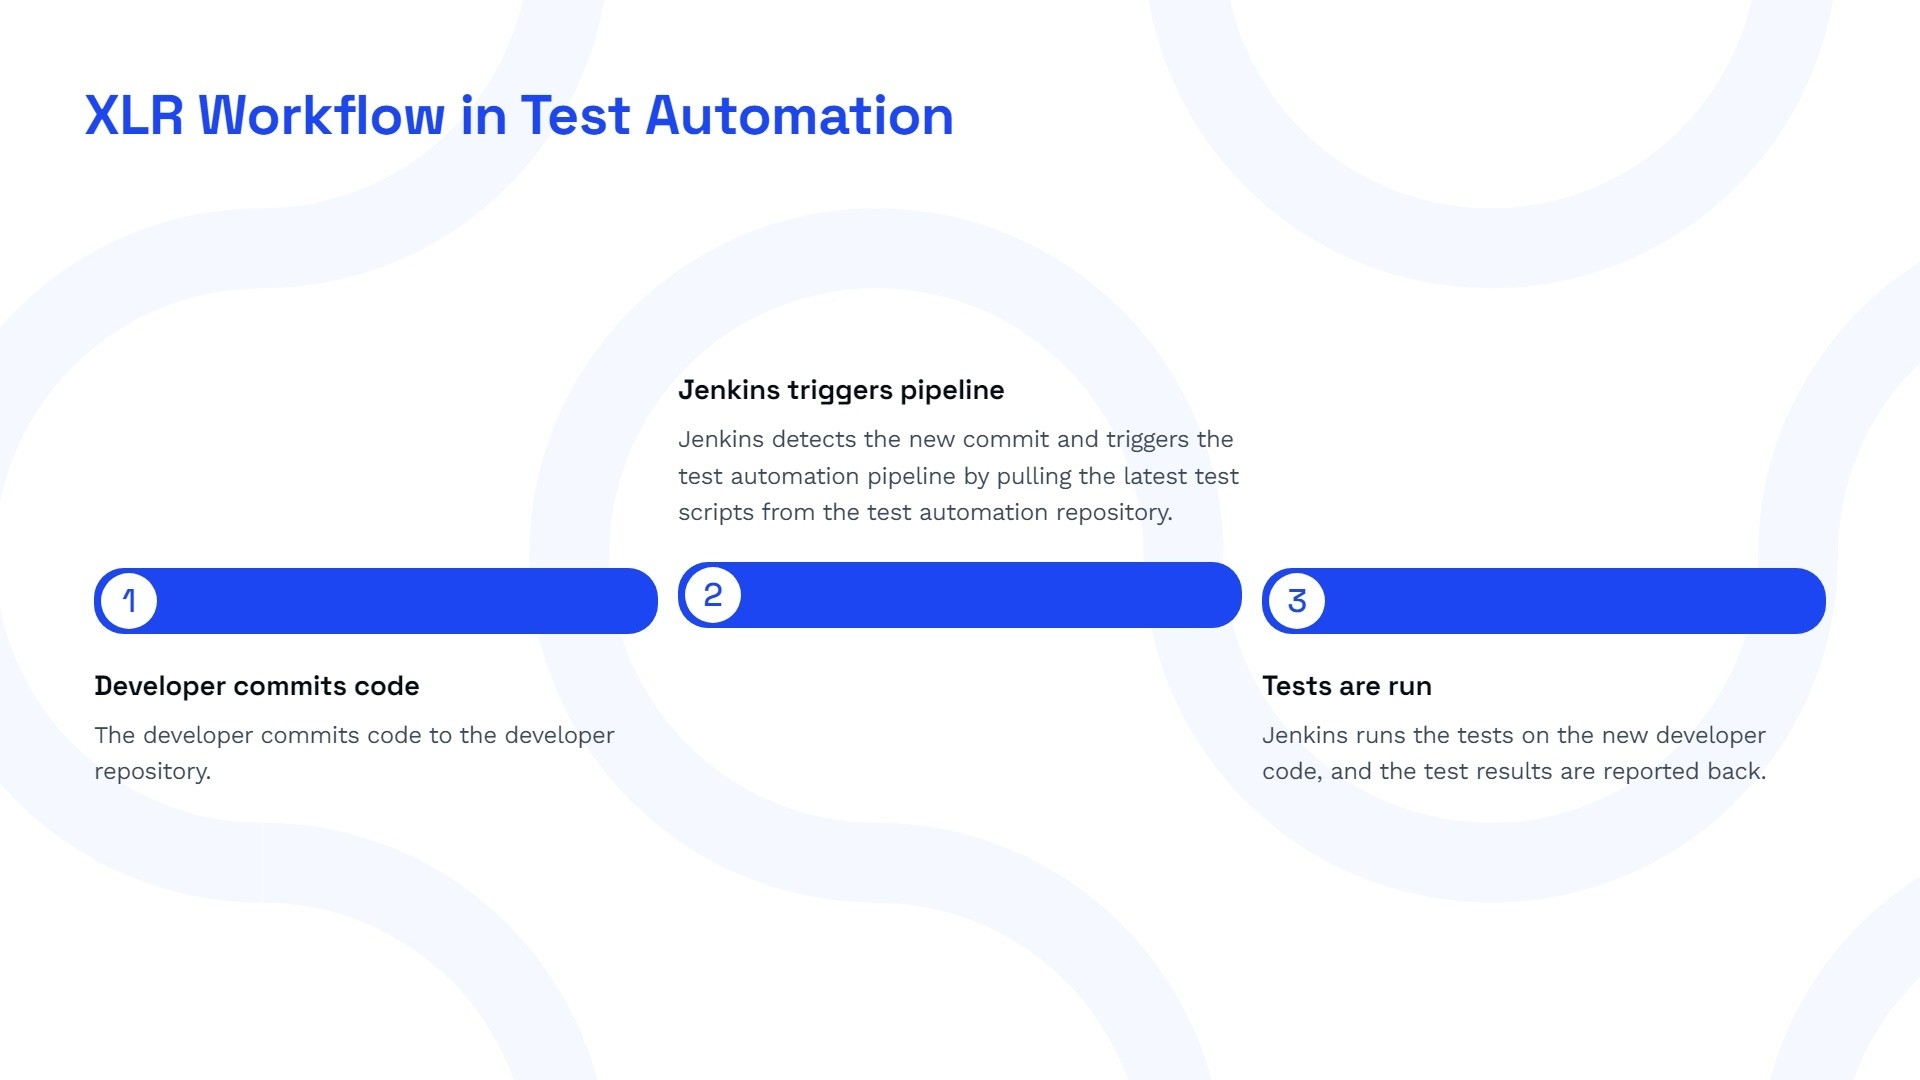 XLR Workflow in Test Automation
1
Developer commits code
The developer commits code to the developer
repository.
Jenkins triggers pipeline
Jenkins detects the new commit and triggers the
test automation pipeline by pulling the latest test
scripts from the test automation repository.
2
3
Tests are run
Jenkins runs the tests on the new developer
code, and the test results are reported back.